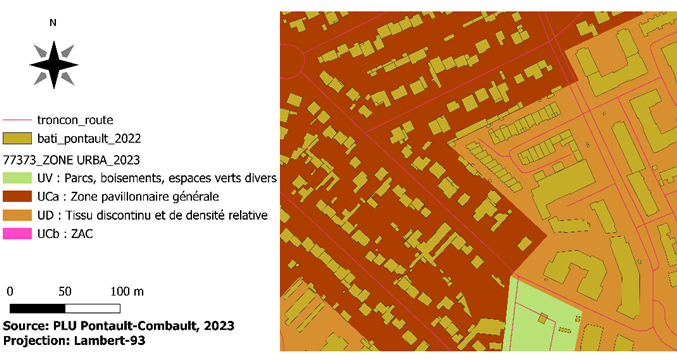 N
troncon_route
bati_pontault_2022
77373_ZONE URBA_2023
UV : Parcs, boisements, espaces verts divers
UCa : Zone pavillonnaire générale
UD : Tissu discontinu et de densité relative
UCb : ZAC
0 50 100 m
Source: PLU Pontault-Combault, 2023
Projection: Lambert-93